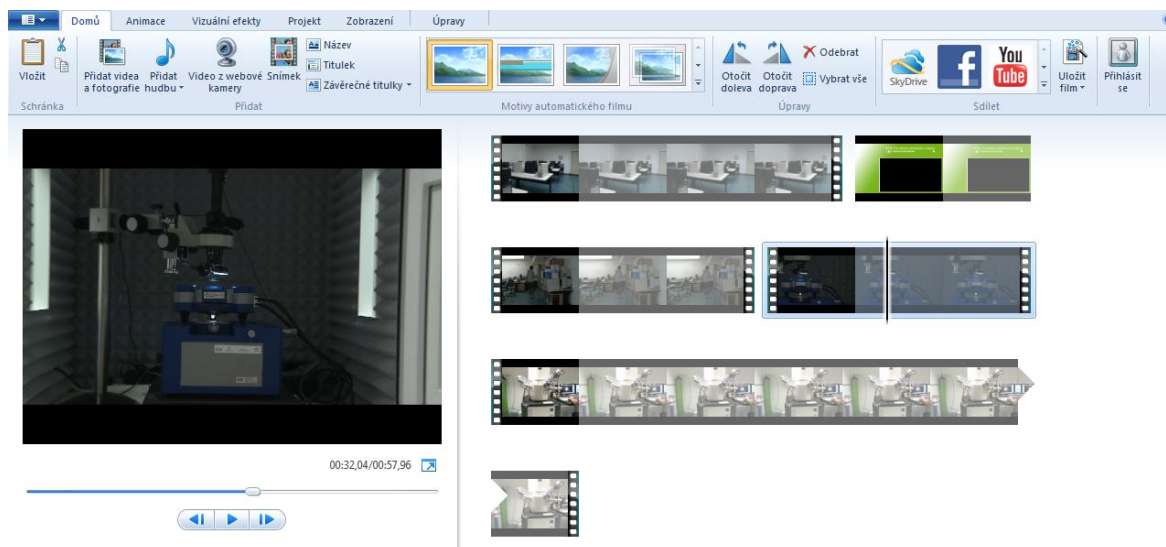 Domů Animace Vizuální efekty Projekt Zobrazení Úpravy
Vložit
Schránka
Přidat videa a fotografie
Přidat hudbu
Video z webové kamery
Snímek
Název
Titulek
Závěrečné titulky
Přidat
Motivy automatického filmu
Otočit doleva
Otočit doprava
Odebrat
Vybrat vše
Úpravy
SkyDrive
f
You Tube
Sdílet
Uložit film
Přihlásit se
00:32,04/00:57,96